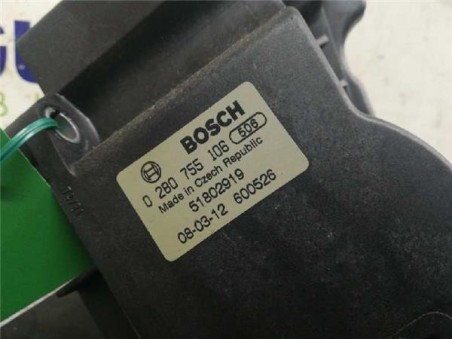 BOSCH
0 280 755 106 506
Made in Czech Republic
51802919
08-03-12 600526